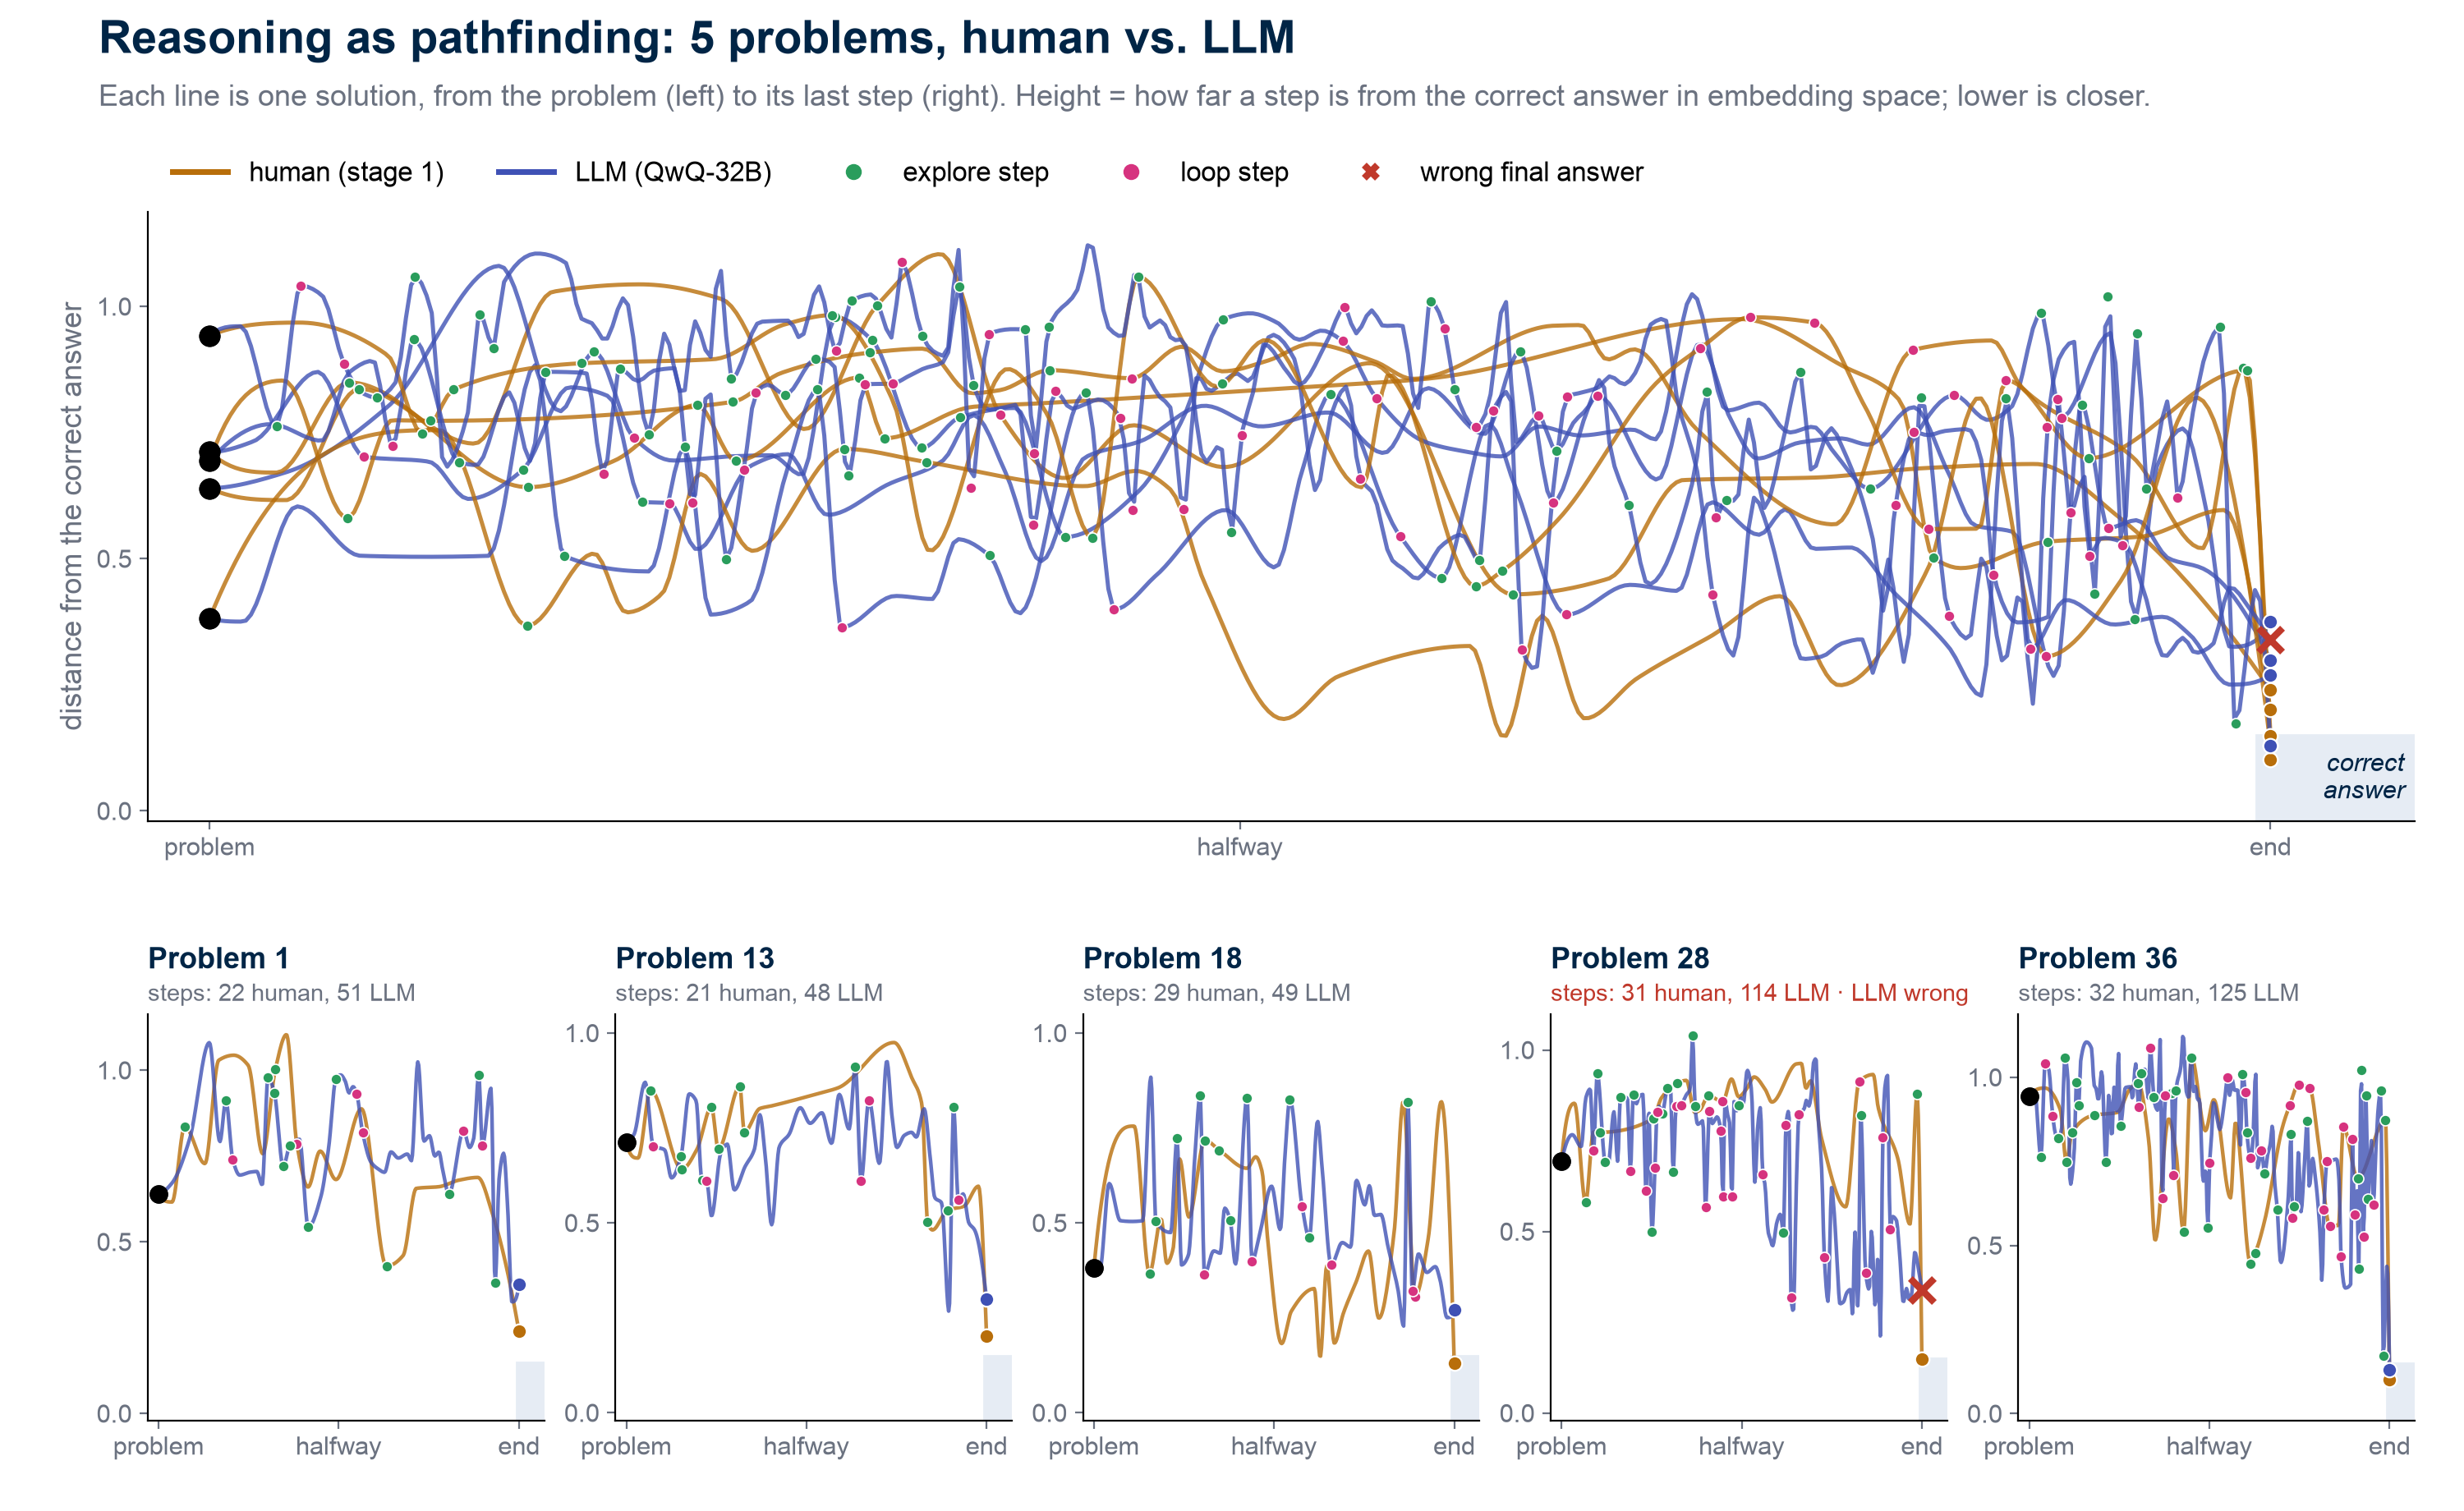 Reasoning as pathfinding: 5 problems, human vs. LLM
Each line is one solution, from the problem (left) to its last step (right). Height = how far a step is from the correct answer in embedding space; lower is closer.
human (stage 1) LLM (QwQ-32B) explore step loop step wrong final answer
distance from the correct answer
1.0
0.5
0.0
correct
answer
problem halfway end
Problem 1
steps: 22 human, 51 LLM
1.0
0.5
0.0
problem halfway end
Problem 13
steps: 21 human, 48 LLM
1.0
0.5
0.0
problem halfway end
Problem 18
steps: 29 human, 49 LLM
1.0
0.5
0.0
problem halfway end
Problem 28
steps: 31 human, 114 LLM · LLM wrong
1.0
0.5
0.0
problem halfway end
Problem 36
steps: 32 human, 125 LLM
1.0
0.5
0.0
problem halfway end